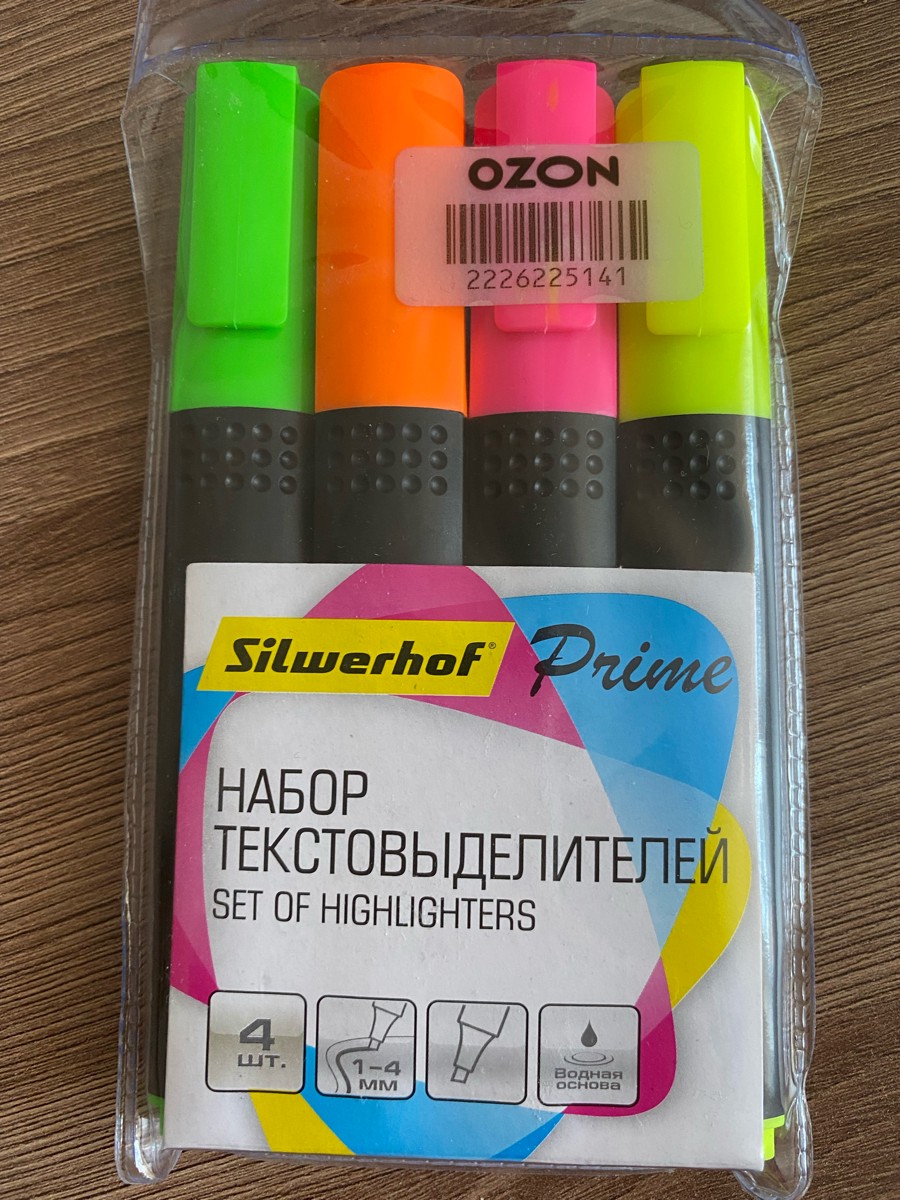 OZON
2226225141
Silwerhof® Prime
НАБОР
ТЕКСТОВЫДЕЛИТЕЛЕЙ
SET OF HIGHLIGHTERS
4
шт.
1-4
мм
Водная
основа